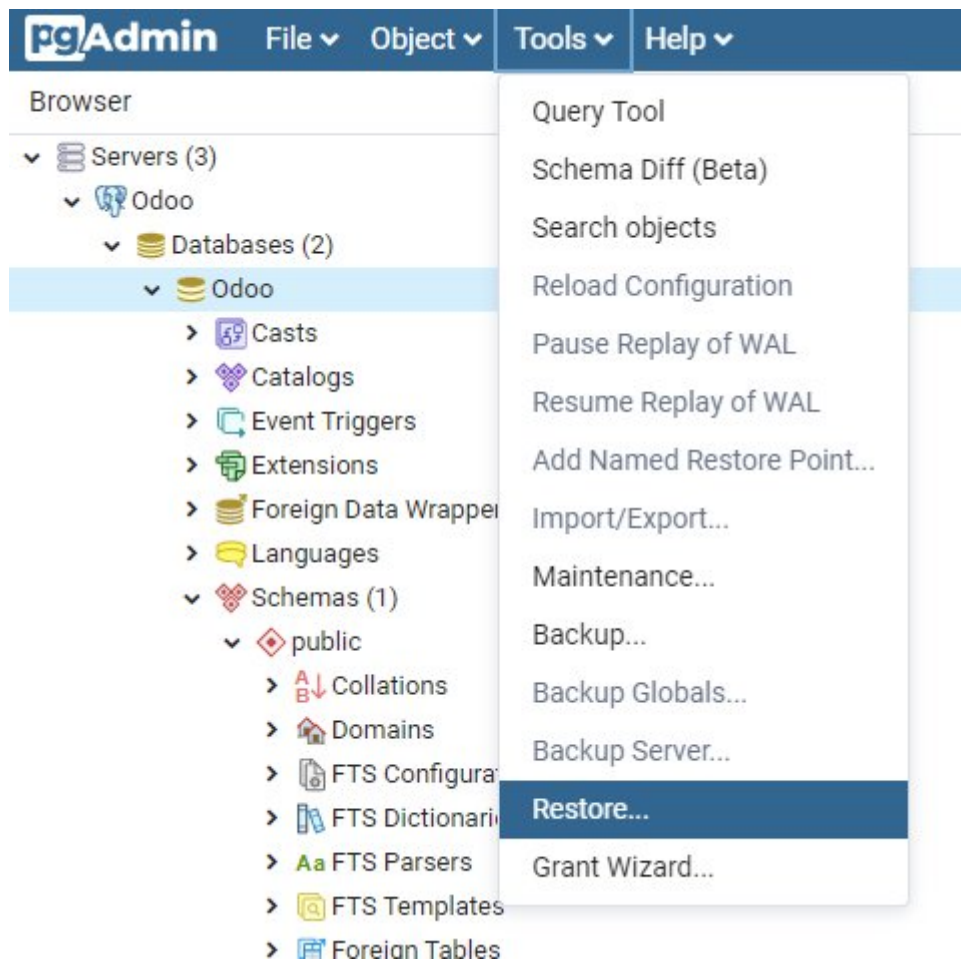 pgAdmin File Object Tools Help
Browser
Servers (3)
Odoo
Databases (2)
Odoo
Casts
Catalogs
Event Triggers
Extensions
Foreign Data Wrapper
Languages
Schemas (1)
public
A
B Collations
Domains
FTS Configura
FTS Dictionari
Aa FTS Parsers
FTS Templates
Foreign Tables
Query Tool
Schema Diff (Beta)
Search objects
Reload Configuration
Pause Replay of WAL
Resume Replay of WAL
Add Named Restore Point...
Import/Export...
Maintenance...
Backup...
Backup Globals...
Backup Server...
Restore...
Grant Wizard...